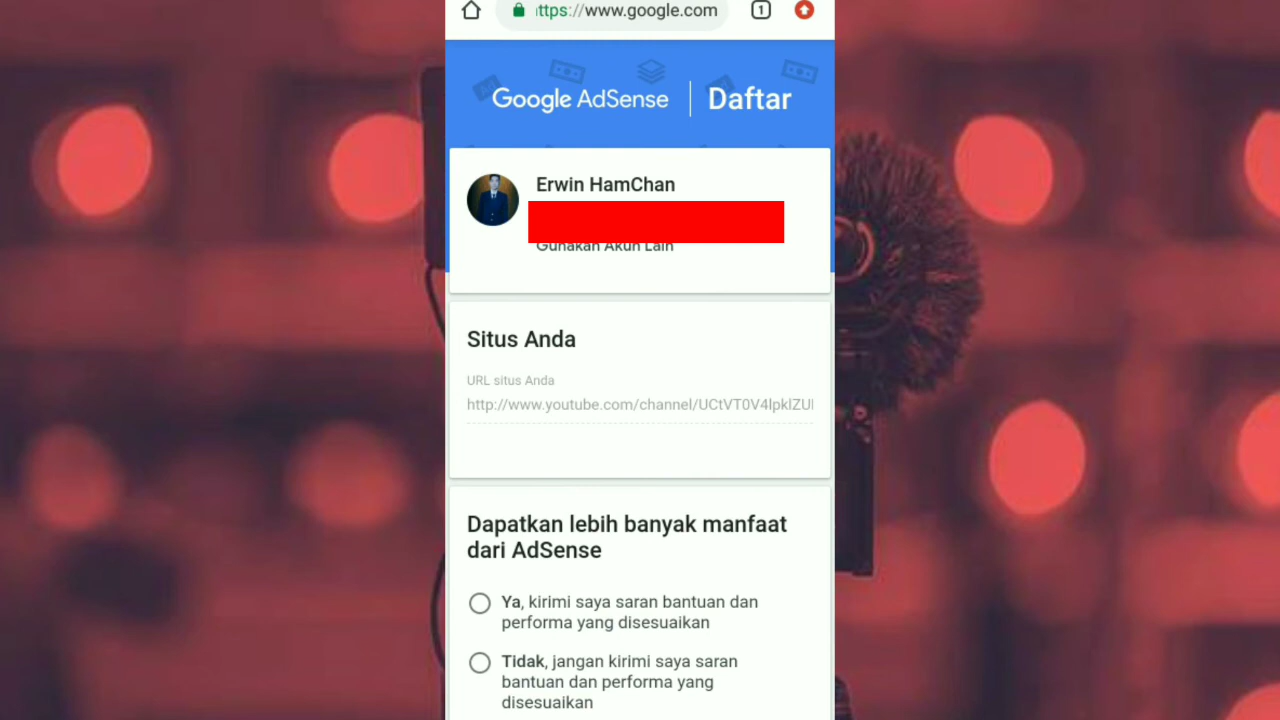 https://www.google.com 1
Google AdSense | Daftar
Erwin HamChan
Gunakan Akun Lain
Situs Anda
URL situs Anda
http://www.youtube.com/channel/UCtVT0V4lpklZU
Dapatkan lebih banyak manfaat
dari AdSense
Ya, kirimi saya saran bantuan dan
performa yang disesuaikan
Tidak, jangan kirimi saya saran
bantuan dan performa yang
disesuaikan